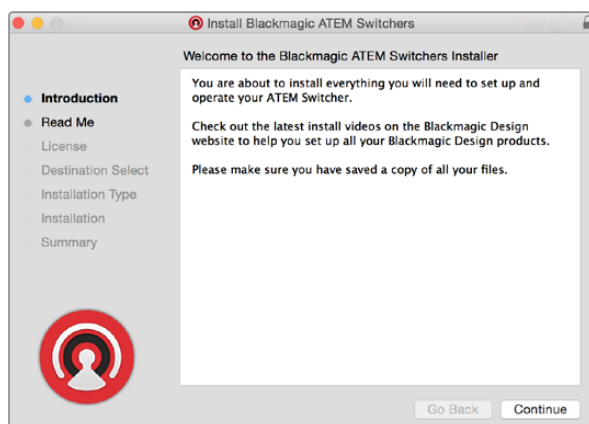 Install Blackmagic ATEM Switchers
Welcome to the Blackmagic ATEM Switchers Installer
Introduction
Read Me
License
Destination Select
Installation Type
Installation
Summary
You are about to install everything you will need to set up and
operate your ATEM Switcher.
Check out the latest install videos on the Blackmagic Design
website to help you set up all your Blackmagic Design products.
Please make sure you have saved a copy of all your files.
Go Back
Continue